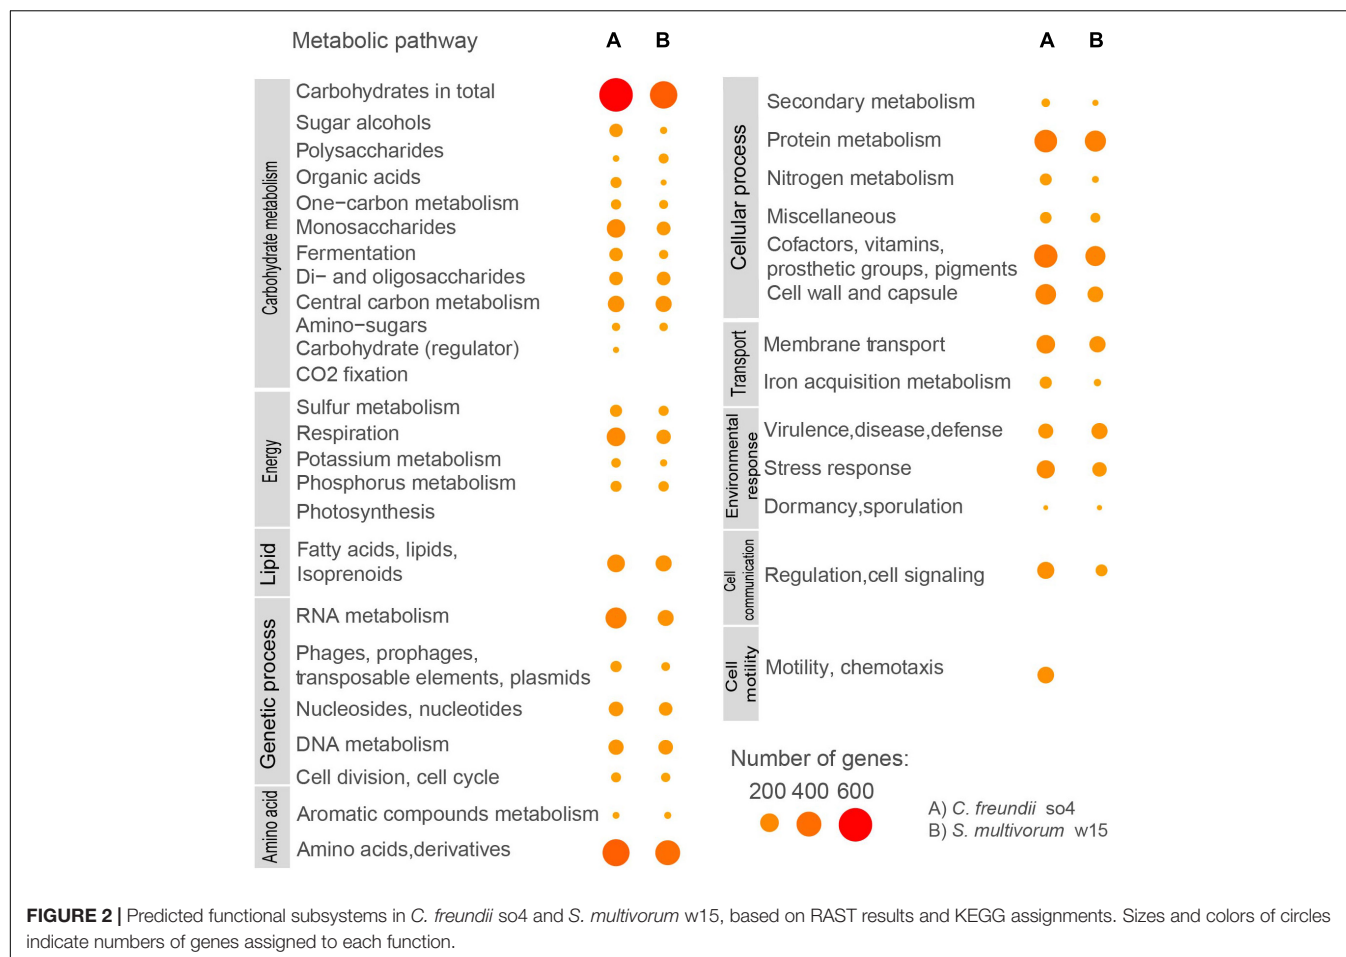 Metabolic pathway A B
Carbohydrate metabolism
Carbohydrates in total
Sugar alcohols
Polysaccharides
Organic acids
One−carbon metabolism
Monosaccharides
Fermentation
Di− and oligosaccharides
Central carbon metabolism
Amino−sugars
Carbohydrate (regulator)
CO2 fixation
Energy
Sulfur metabolism
Respiration
Potassium metabolism
Phosphorus metabolism
Photosynthesis
Lipid
Fatty acids, lipids,
Isoprenoids
Genetic process
RNA metabolism
Phages, prophages,
transposable elements, plasmids
Nucleosides, nucleotides
DNA metabolism
Cell division, cell cycle
Amino acid
Aromatic compounds metabolism
Amino acids,derivatives
A B
Cellular process
Secondary metabolism
Protein metabolism
Nitrogen metabolism
Miscellaneous
Cofactors, vitamins,
prosthetic groups, pigments
Cell wall and capsule
Transport
Membrane transport
Iron acquisition metabolism
Environmental
response
Virulence,disease,defense
Stress response
Dormancy,sporulation
Cell
communication
Regulation,cell signaling
Cell
motility
Motility, chemotaxis
Number of genes:
200 400 600
A) C. freundii so4
B) S. multivorum w15
FIGURE 2 | Predicted functional subsystems in C. freundii so4 and S. multivorum w15, based on RAST results and KEGG assignments. Sizes and colors of circles
indicate numbers of genes assigned to each function.